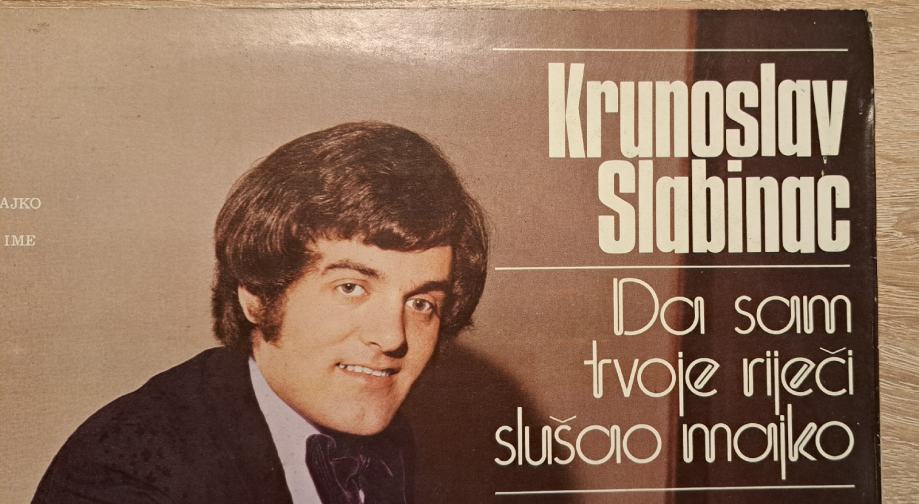 AJKO
IME
Krunoslav
Slabinac
Da sam
tvoje riječi
slušao majko